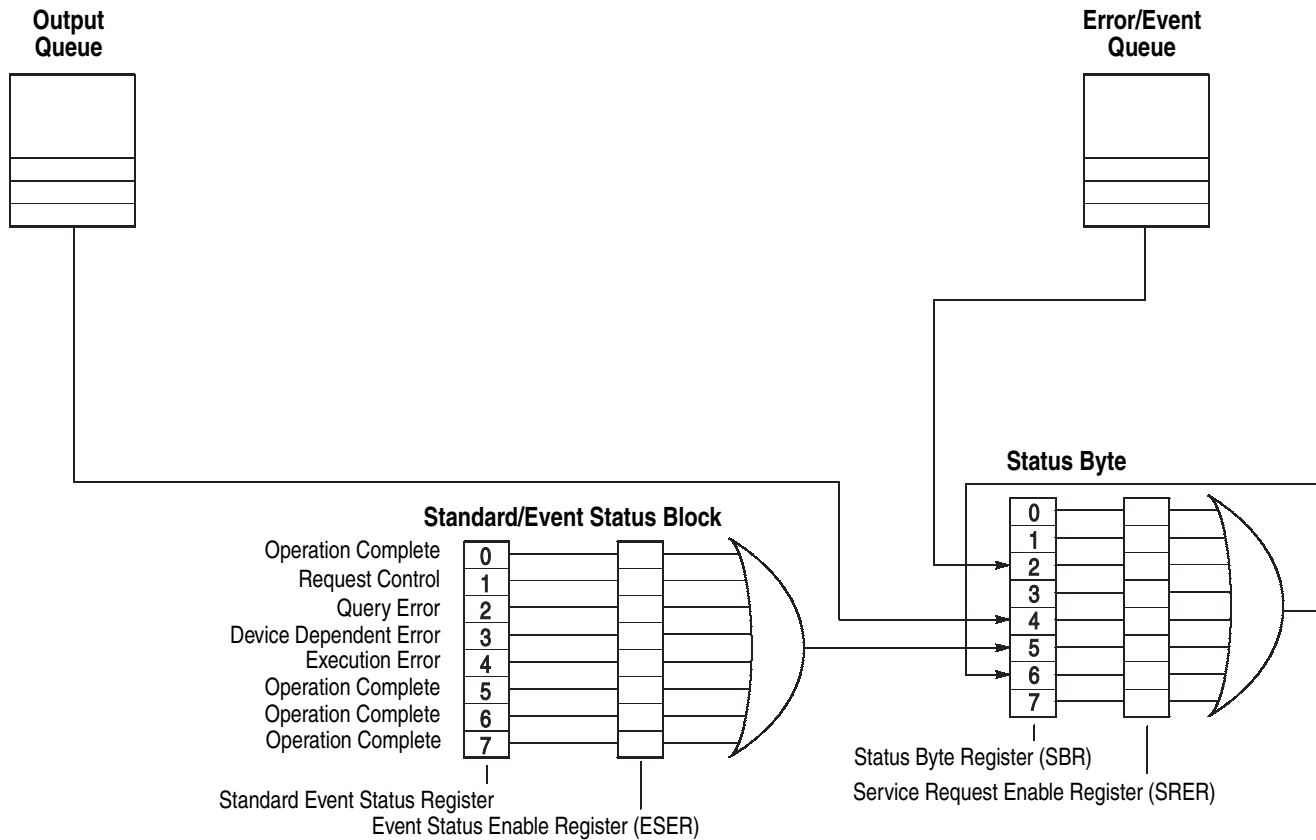 Output
Queue
Error/Event
Queue
Status Byte
0
1
2
3
4
5
6
7
Status Byte Register (SBR)
Service Request Enable Register (SRER)
Standard/Event Status Block
Operation Complete 0
Request Control 1
Query Error 2
Device Dependent Error 3
Execution Error 4
Operation Complete 5
Operation Complete 6
Operation Complete 7
Standard Event Status Register
Event Status Enable Register (ESER)